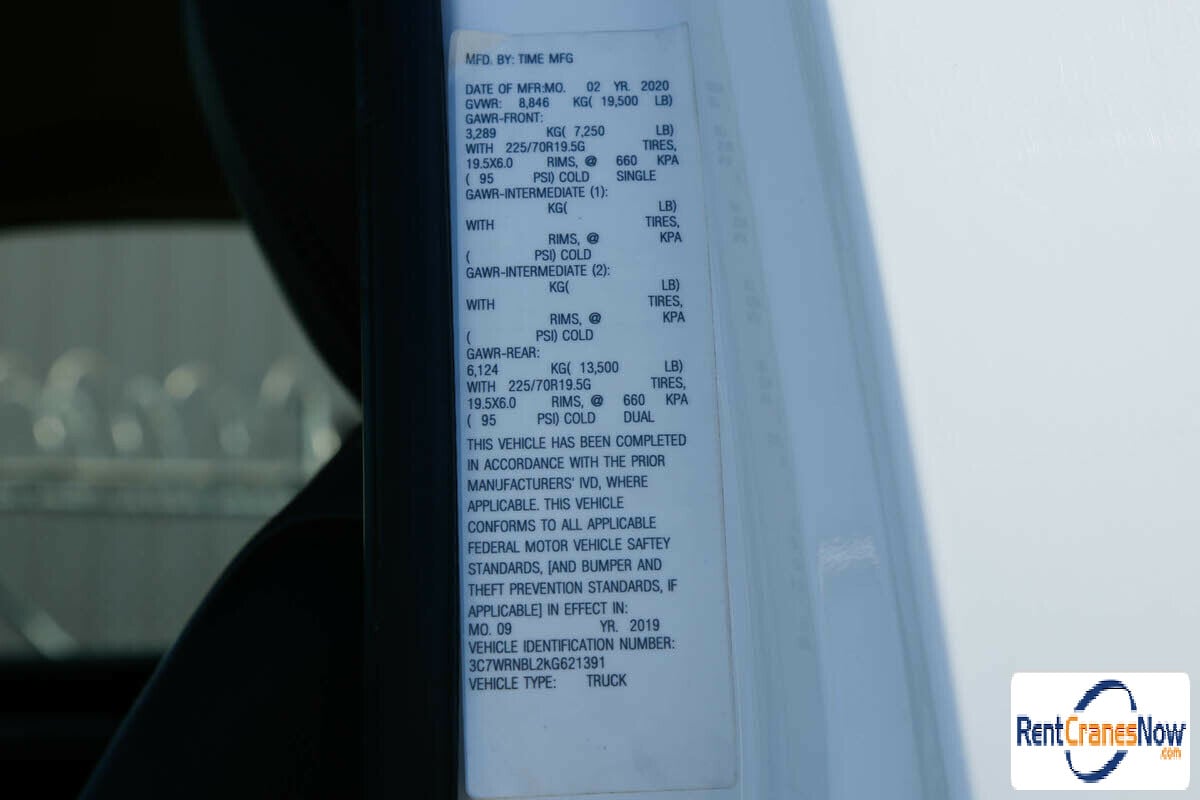 MFD. BY: TIME MFG
DATE OF MFR:MO. 02 YR. 2020
GVWR: 8,846 KG( 19,500 LB)
GAWR-FRONT:
3,289 KG( 7,250 LB)
WITH 225/70R19.5G TIRES,
19.5X6.0 RIMS, @ 660 KPA
( 95 PSI) COLD SINGLE
GAWR-INTERMEDIATE (1):
KG( LB)
WITH TIRES,
RIMS, @ KPA
( PSI) COLD
GAWR-INTERMEDIATE (2):
KG( LB)
WITH TIRES,
RIMS, @ KPA
( PSI) COLD
GAWR-REAR:
6,124 KG( 13,500 LB)
WITH 225/70R19.5G TIRES,
19.5X6.0 RIMS, @ 660 KPA
( 95 PSI) COLD DUAL
THIS VEHICLE HAS BEEN COMPLETED
IN ACCORDANCE WITH THE PRIOR
MANUFACTURERS' IVD, WHERE
APPLICABLE. THIS VEHICLE
CONFORMS TO ALL APPLICABLE
FEDERAL MOTOR VEHICLE SAFTEY
STANDARDS, [AND BUMPER AND
THEFT PREVENTION STANDARDS, IF
APPLICABLE] IN EFFECT IN:
MO. 09 YR. 2019
VEHICLE IDENTIFICATION NUMBER:
3C7WRNBL2kG621391
VEHICLE TYPE: TRUCK
RentCranesNow
.com